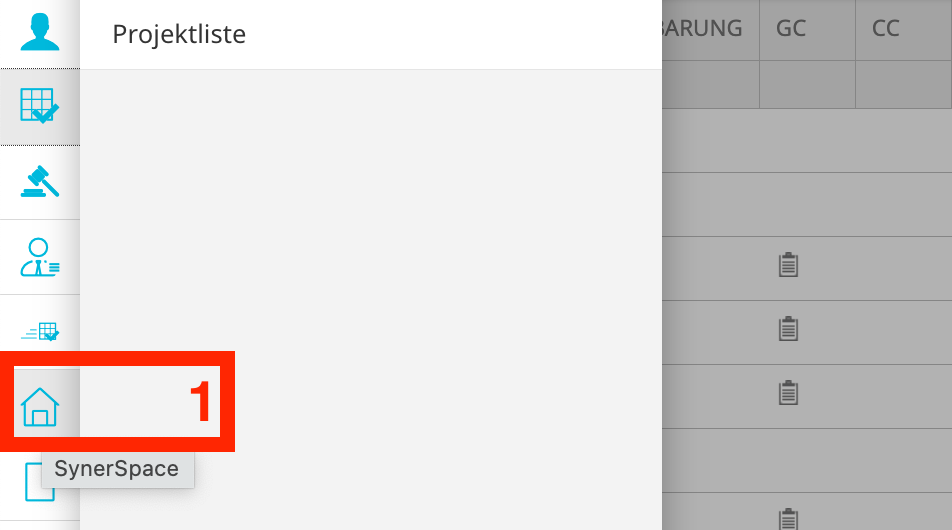 Projektliste
BARUNG GC CC
1
SynerSpace